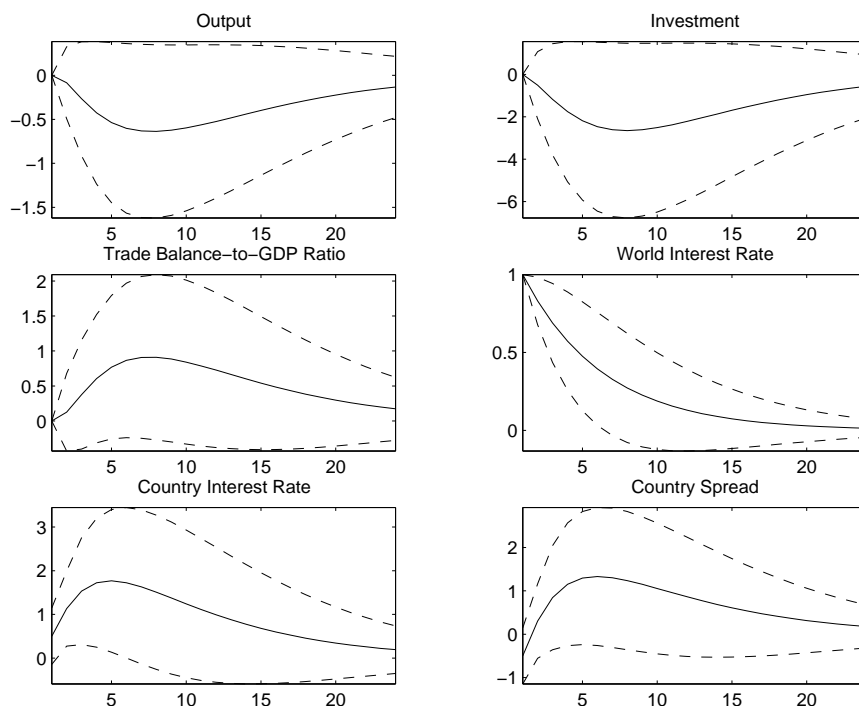 Output
0
−0.5
−1
−1.5
5 10 15 20
Investment
0
−2
−4
−6
5 10 15 20
Trade Balance−to−GDP Ratio
2
1.5
1
0.5
0
5 10 15 20
World Interest Rate
1
0.5
0
5 10 15 20
Country Interest Rate
3
2
1
0
5 10 15 20
Country Spread
2
1
0
−1
5 10 15 20